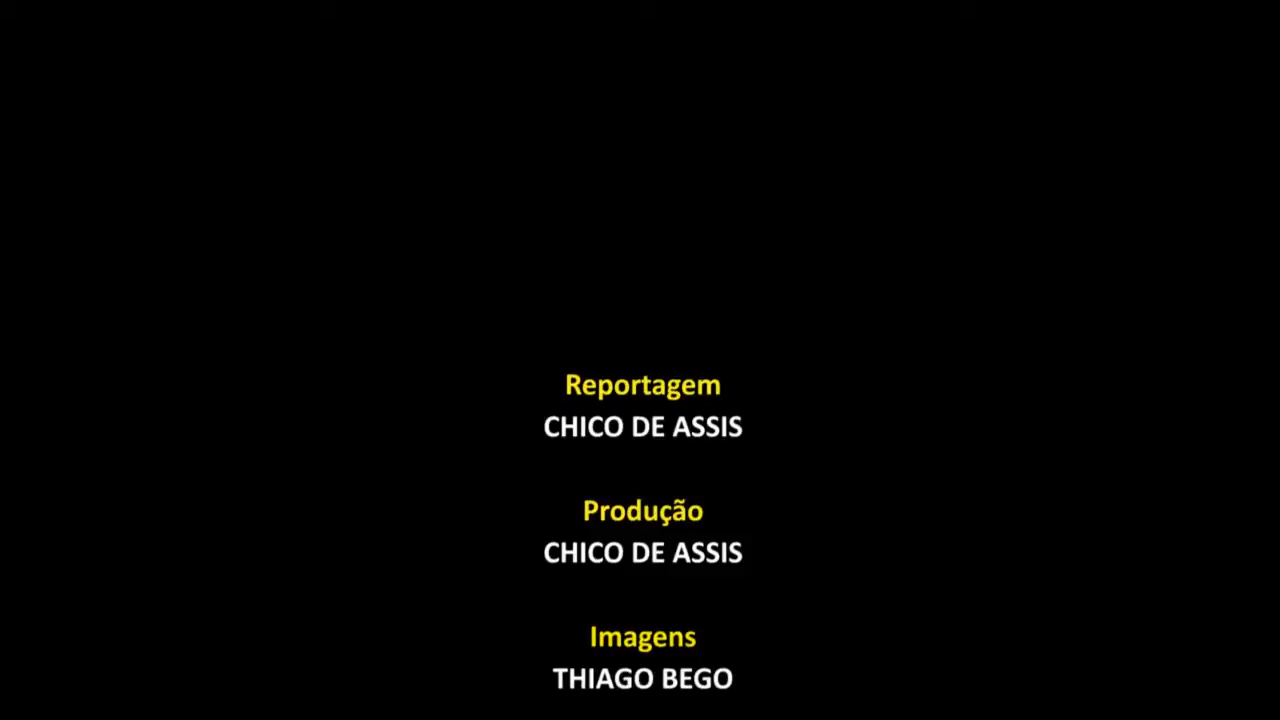 Reportagem
CHICO DE ASSIS
Produção
CHICO DE ASSIS
Imagens
THIAGO BEGO